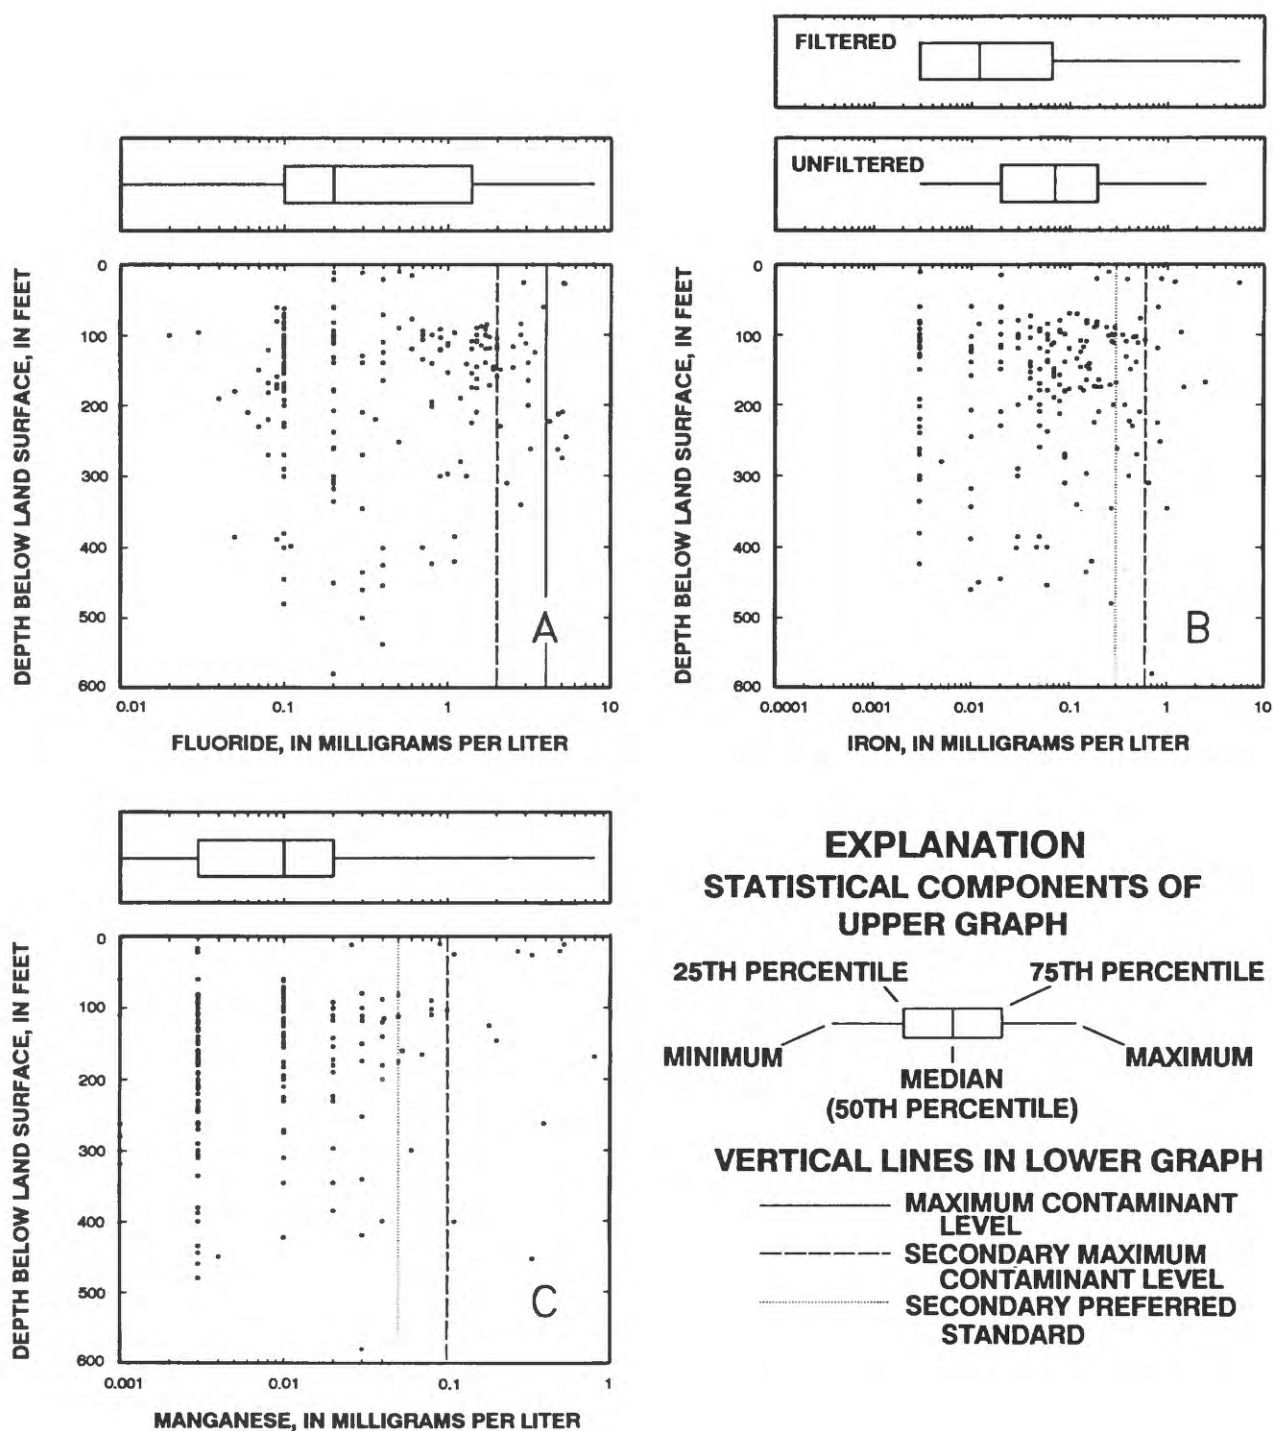 FILTERED
UNFILTERED
0
100
200
300
400
500
600
DEPTH BELOW LAND SURFACE, IN FEET
A
0.01
0.1
1
10
FLUORIDE, IN MILLIGRAMS PER LITER
0
100
200
300
400
500
600
DEPTH BELOW LAND SURFACE, IN FEET
B
0.0001
0.001
0.01
0.1
1
10
IRON, IN MILLIGRAMS PER LITER
0
100
200
300
400
500
600
DEPTH BELOW LAND SURFACE, IN FEET
C
0.001
0.01
0.1
1
MANGANESE, IN MILLIGRAMS PER LITER
EXPLANATION
STATISTICAL COMPONENTS OF
UPPER GRAPH
25TH PERCENTILE
75TH PERCENTILE
MINIMUM
MAXIMUM
MEDIAN
(50TH PERCENTILE)
VERTICAL LINES IN LOWER GRAPH
MAXIMUM CONTAMINANT
LEVEL
SECONDARY MAXIMUM
CONTAMINANT LEVEL
SECONDARY PREFERRED
STANDARD